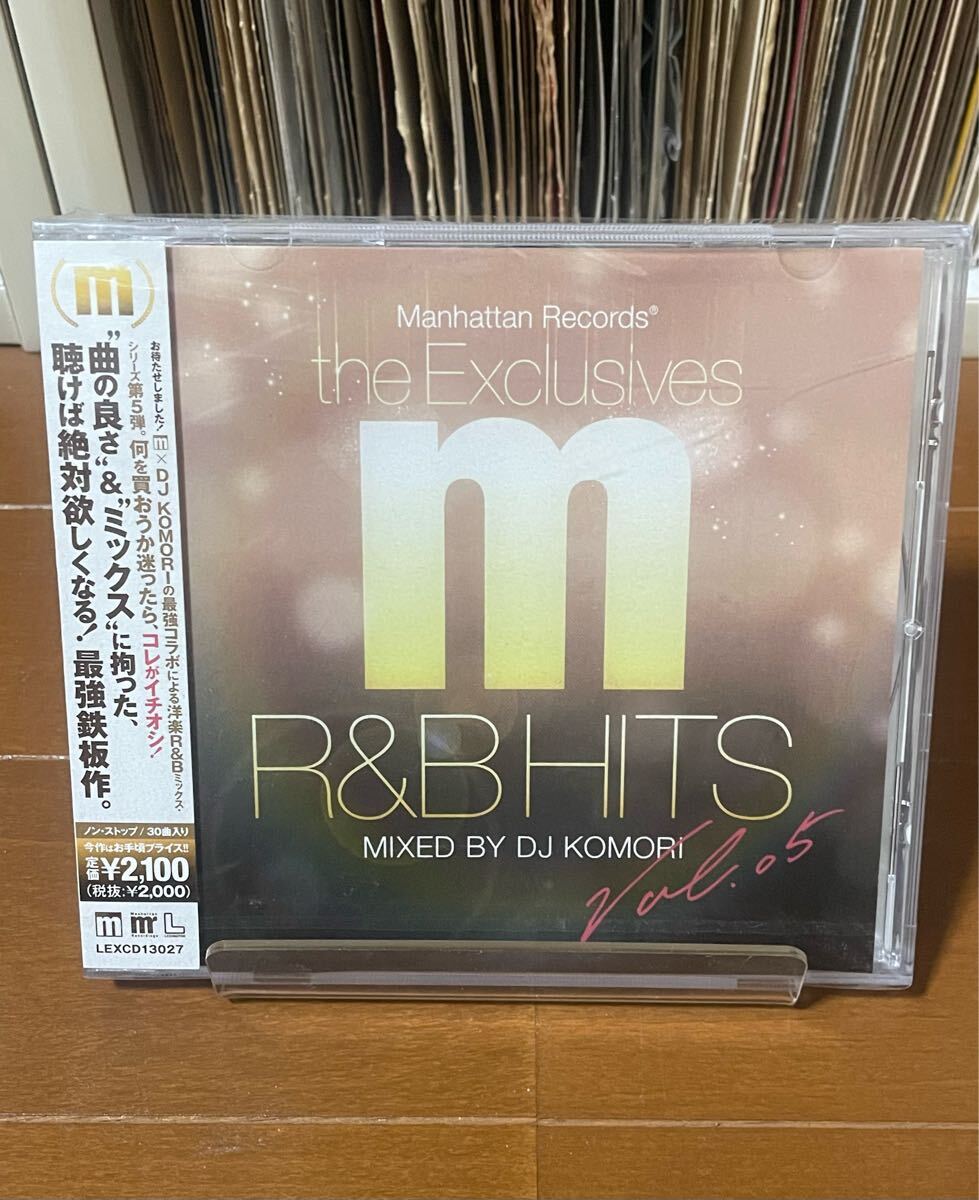 m
お待たせしました! m×DJ KOMORIの最強コラボによる洋楽R&Bミックス・
シリーズ第5弾。何を買おうか迷ったら、コレがイチオシ!
"曲の良さ"&"ミックス"に拘った、
聴けば絶対欲しくなる! 最強鉄板作。
ノン・ストップ / 30曲入り
今作はお手頃プライス!!
定価¥2,100
(税抜:¥2,000)
LEXCD13027
Manhattan Records®
the Exclusives
m
R&B HITS
MIXED BY DJ KOMORI
Vol.05